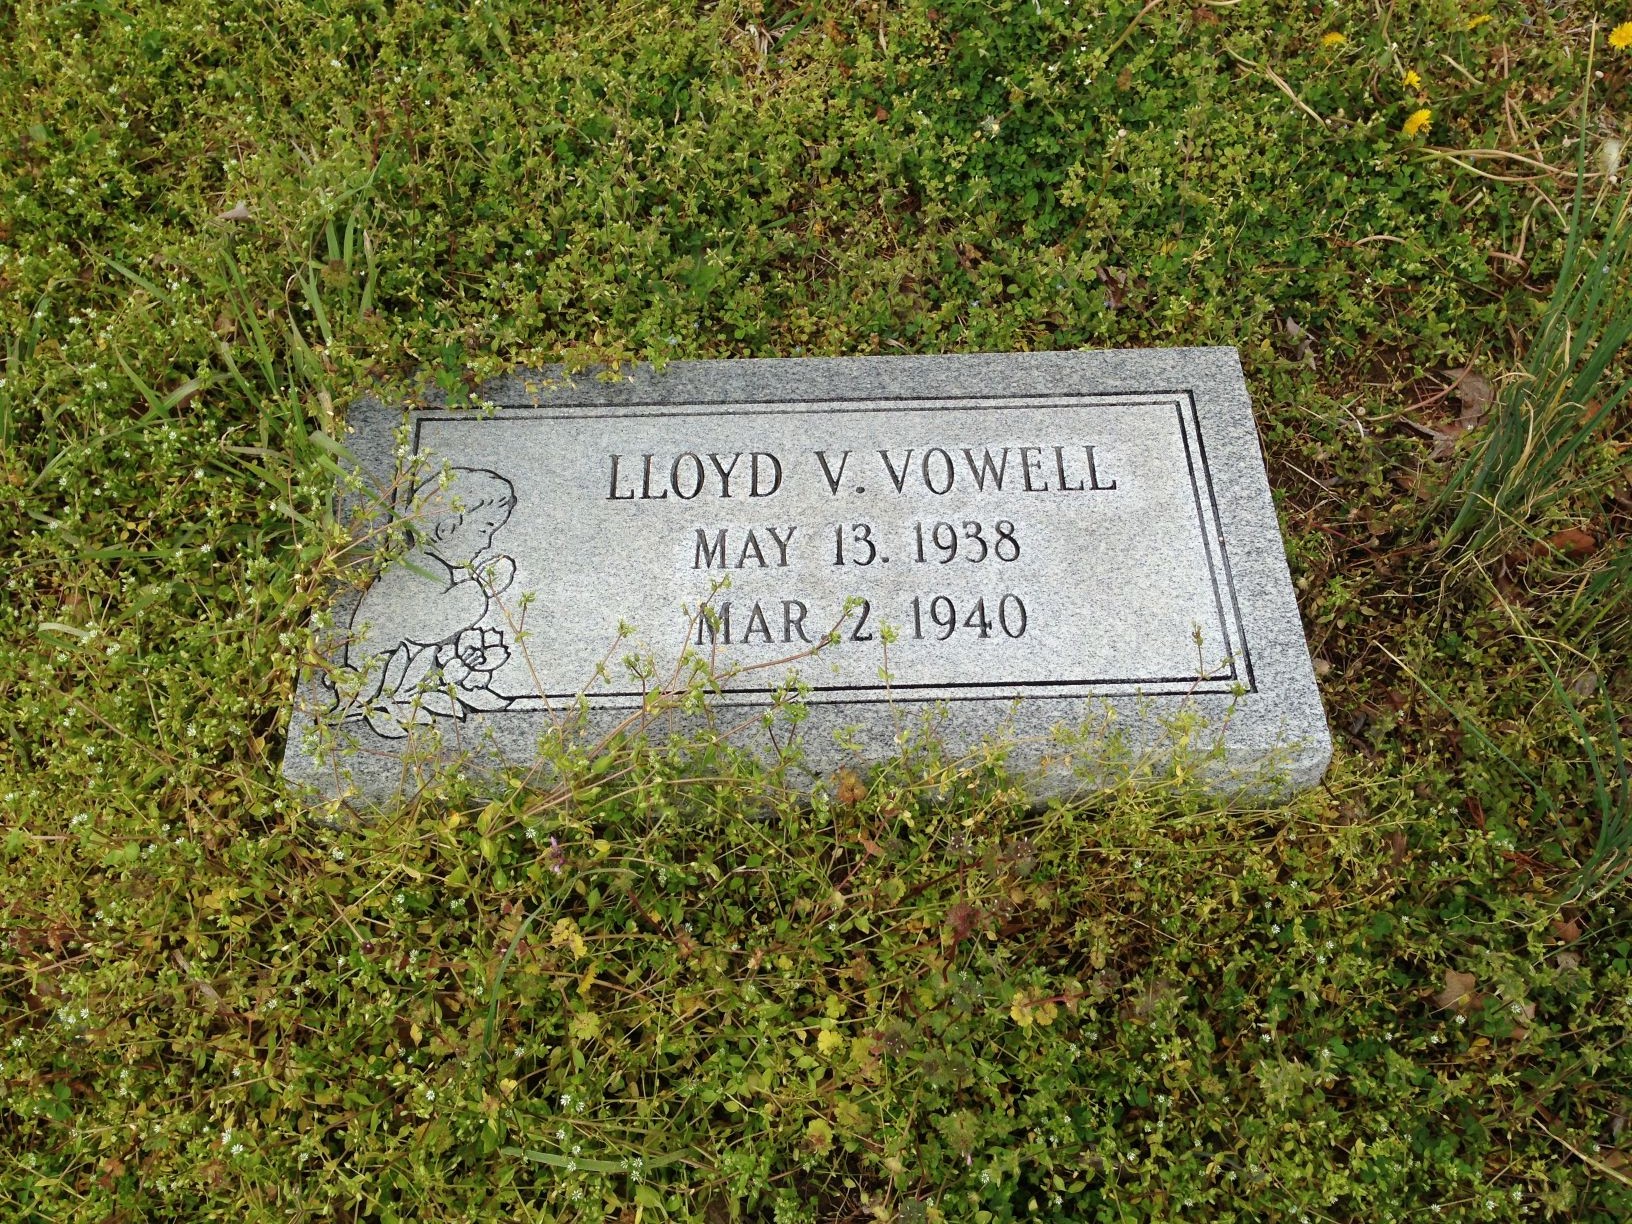 LLOYD V. VOWELL
MAY 13. 1938
MAR. 2 1940